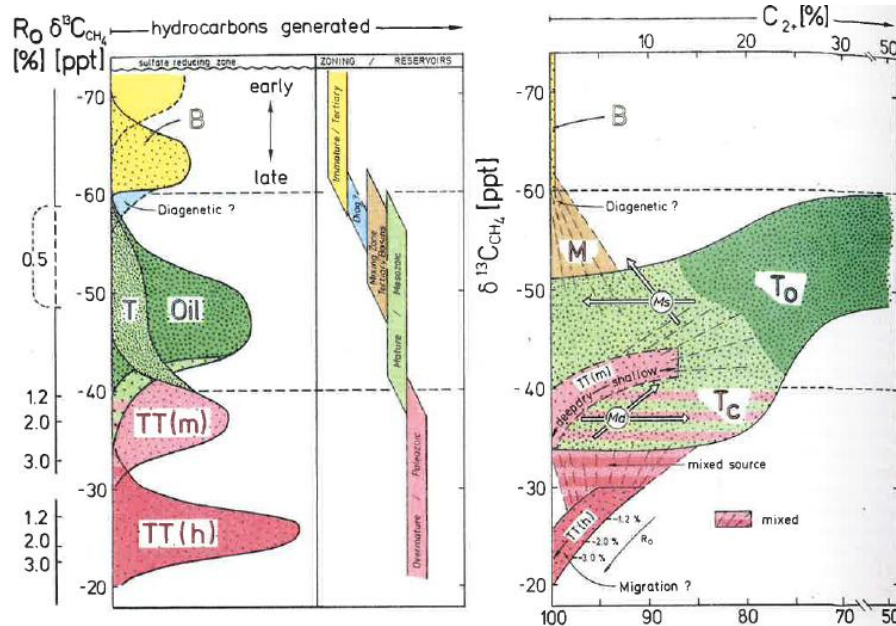 Ro δ¹³C_CH₄ hydrocarbons generated
[%] [ppt]
sulfate reducing zone
ZONING / RESERVOIRS
-70
-60
-50
-40
-30
-20
0.5
1.2
2.0
3.0
1.2
2.0
3.0
early
late
B
Diagenetic ?
T Oil
TT(m)
TT(h)
Immature / Tertiary
Diag ?
Mixing Zone
Tertiary Basins
Mature / Mesozoic
Overmature / Paleozoic
C₂₊ [%]
0 10 20 30 50
δ ¹³C_CH₄ [ppt]
-70
-60
-50
-40
-30
-20
B
Diagenetic ?
M
Ms
To
TT(m)
deep, dry shallow
Md
Tc
mixed source
mixed
TT(h)
-1.2 %
-2.0 %
-3.0 %
Ro
Migration ?
100 90 80 70 50